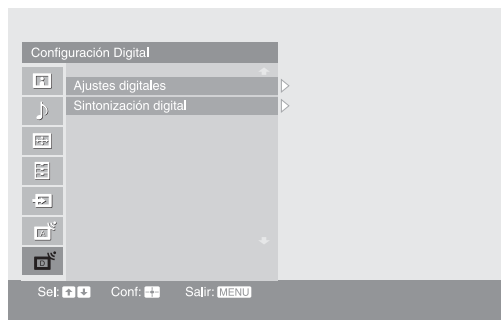 Configuración Digital
Ajustes digitales
Sintonización digital
Sel: Conf: Salir: MENU